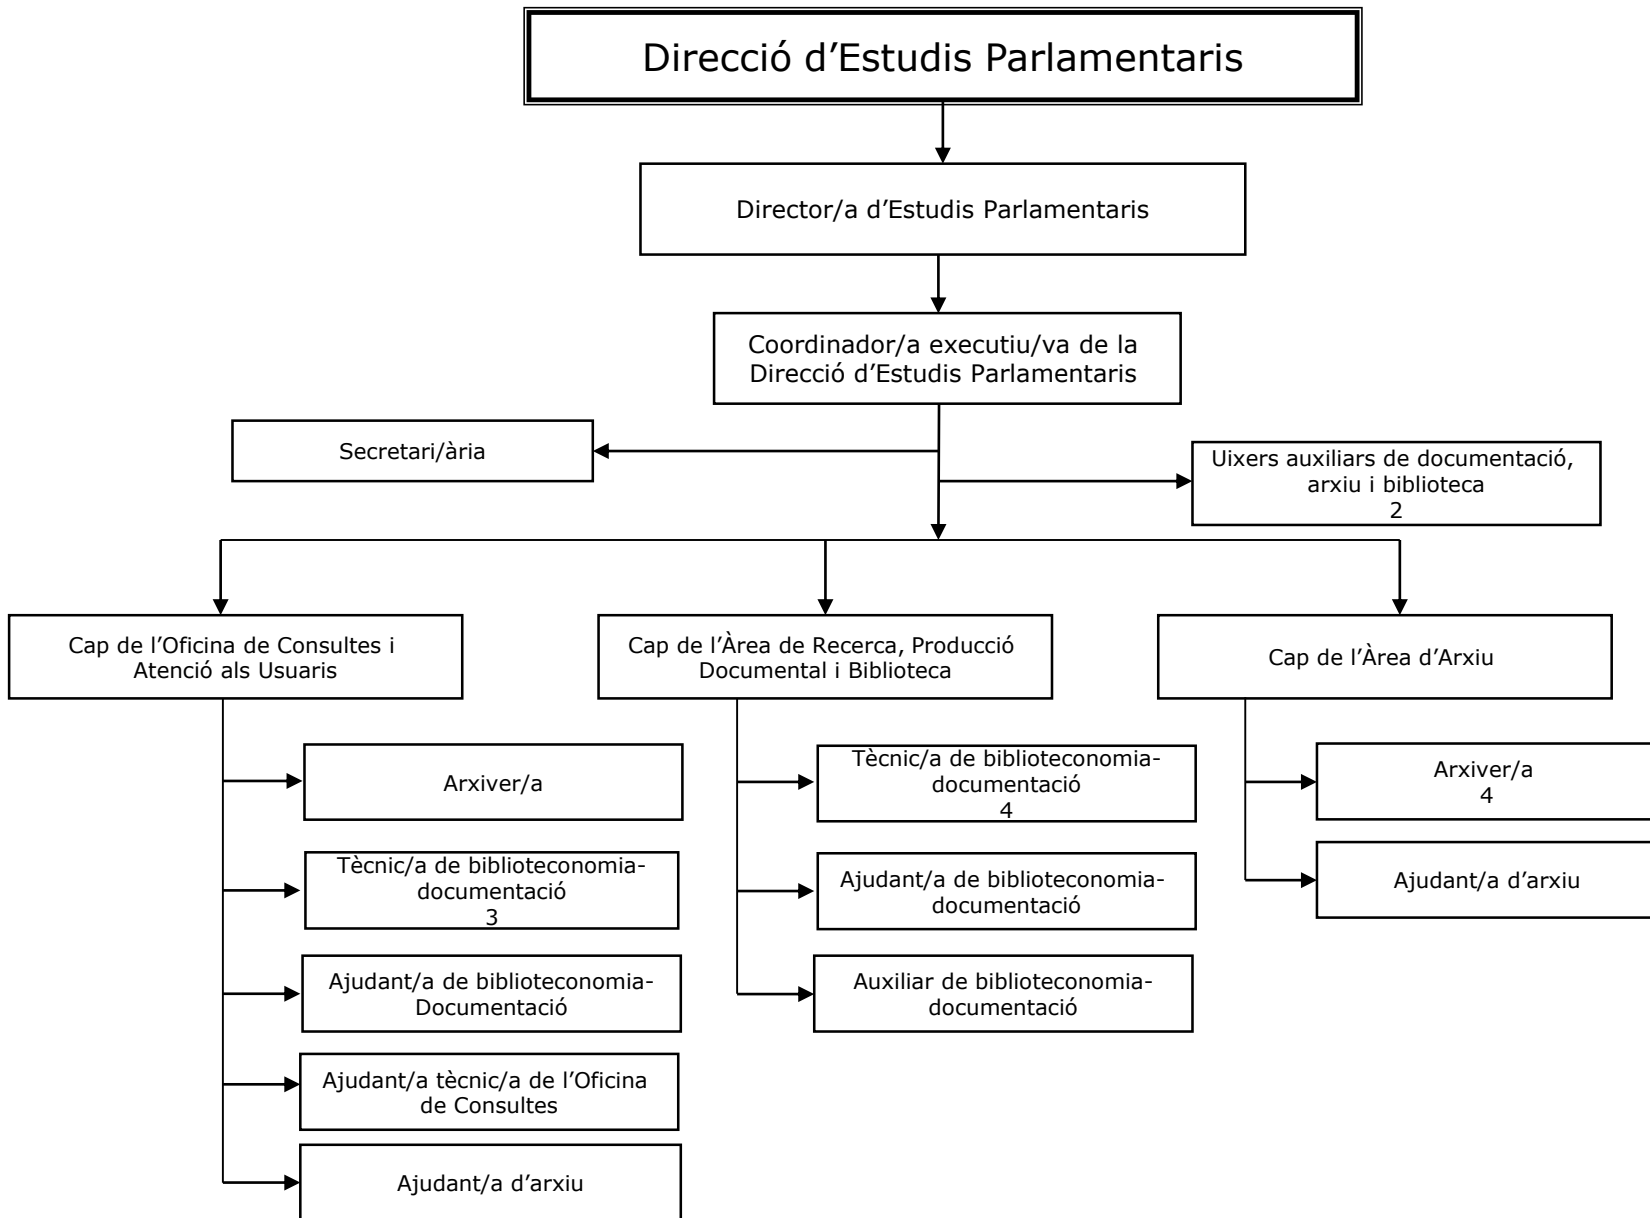 Direcció d’Estudis Parlamentaris
Director/a d’Estudis Parlamentaris
Coordinador/a executiu/va de la
Direcció d’Estudis Parlamentaris
Secretari/ària
Uixers auxiliars de documentació,
arxiu i biblioteca
2
Cap de l’Oficina de Consultes i
Atenció als Usuaris
Cap de l’Àrea de Recerca, Producció
Documental i Biblioteca
Cap de l’Àrea d’Arxiu
Arxiver/a
Tècnic/a de biblioteconomia-
documentació
3
Ajudant/a de biblioteconomia-
Documentació
Ajudant/a tècnic/a de l’Oficina
de Consultes
Ajudant/a d’arxiu
Tècnic/a de biblioteconomia-
documentació
4
Ajudant/a de biblioteconomia-
documentació
Auxiliar de biblioteconomia-
documentació
Arxiver/a
4
Ajudant/a d’arxiu